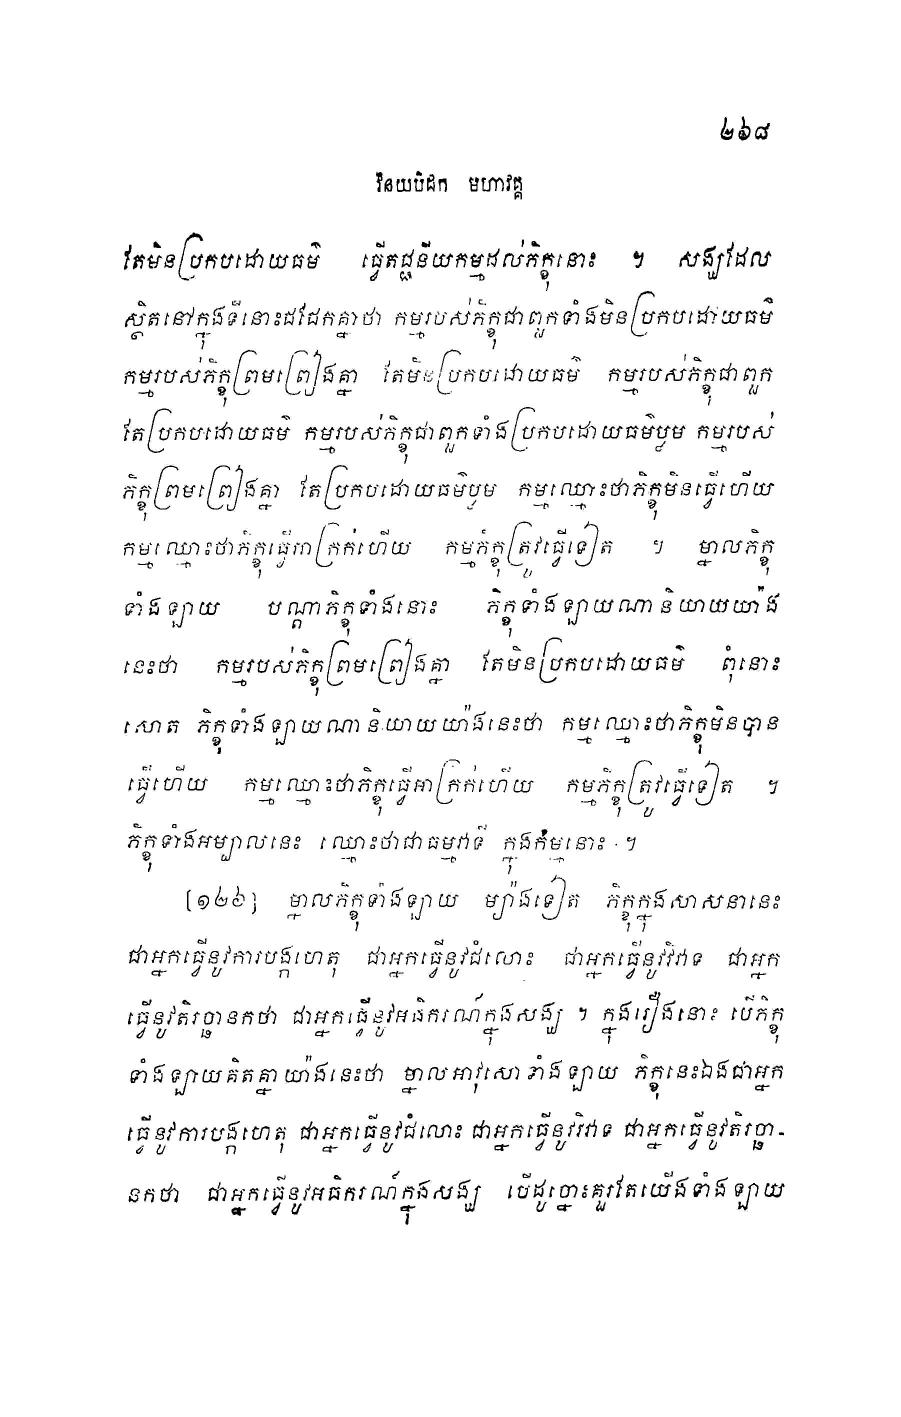 ២៦៨
វិនយបិដក មហាវគ្គ
តែមិនប្រកបដោយធម៌ ធ្វើតជ្ជនីយកម្មដល់ភិក្ខុនោះ ។ សង្ឃដែល
ស្ថិតនៅក្នុងទីនោះដដែកគ្នាថា កម្មរបស់ភិក្ខុជាពួកទាំងមិនប្រកបដោយធម៌
កម្មរបស់ភិក្ខុព្រមព្រៀងគ្នា តែមិនប្រកបដោយធម៌ កម្មរបស់ភិក្ខុជាពួក
តែប្រកបដោយធម៌ កម្មរបស់ភិក្ខុជាពួកទាំងប្រកបដោយធម៌ប្លម កម្មរបស់
ភិក្ខុព្រមព្រៀងគ្នា តែប្រកបដោយធម៌ប្លម កម្មឈ្មោះថាភិក្ខុមិនធ្វើហើយ
កម្មឈ្មោះថាភិក្ខុធ្វើអាក្រក់ហើយ កម្មភិក្ខុត្រូវធ្វើទៀត ។ ម្នាលភិក្ខុ
ទាំងឡាយ បណ្តាភិក្ខុទាំងនោះ ភិក្ខុទាំងឡាយណានិយាយយ៉ាង
នេះថា កម្មរបស់ភិក្ខុព្រមព្រៀងគ្នា តែមិនប្រកបដោយធម៌ ពុំនោះ
សោត ភិក្ខុទាំងឡាយណានិយាយយ៉ាងនេះថា កម្មឈ្មោះថាភិក្ខុមិនបាន
ធ្វើហើយ កម្មឈ្មោះថាភិក្ខុធ្វើអាក្រក់ហើយ កម្មភិក្ខុត្រូវធ្វើទៀត ។
ភិក្ខុទាំងអម្បាលនេះ ឈ្មោះថាជាធម្មវាទី ក្នុងកម្មនោះ ។
[១២៦] ម្នាលភិក្ខុទាំងឡាយ ម្យ៉ាងទៀត ភិក្ខុក្នុងសាសនានេះ
ជាអ្នកធ្វើនូវការបង្កហេតុ ជាអ្នកធ្វើនូវជំលោះ ជាអ្នកធ្វើនូវវិវាទ ជាអ្នក
ធ្វើនូវតិរច្ឆានកថា ជាអ្នកធ្វើនូវអធិករណ៍ក្នុងសង្ឃ ។ ក្នុងរឿងនោះ បើភិក្ខុ
ទាំងឡាយគិតគ្នាយ៉ាងនេះថា ម្នាលអាវុសោទាំងឡាយ ភិក្ខុនេះឯងជាអ្នក
ធ្វើនូវការបង្កហេតុ ជាអ្នកធ្វើនូវជំលោះ ជាអ្នកធ្វើនូវវិវាទ ជាអ្នកធ្វើនូវតិរច្ឆា-
នកថា ជាអ្នកធ្វើនូវអធិករណ៍ក្នុងសង្ឃ បើដូច្នោះគួរតែយើងទាំងឡាយ